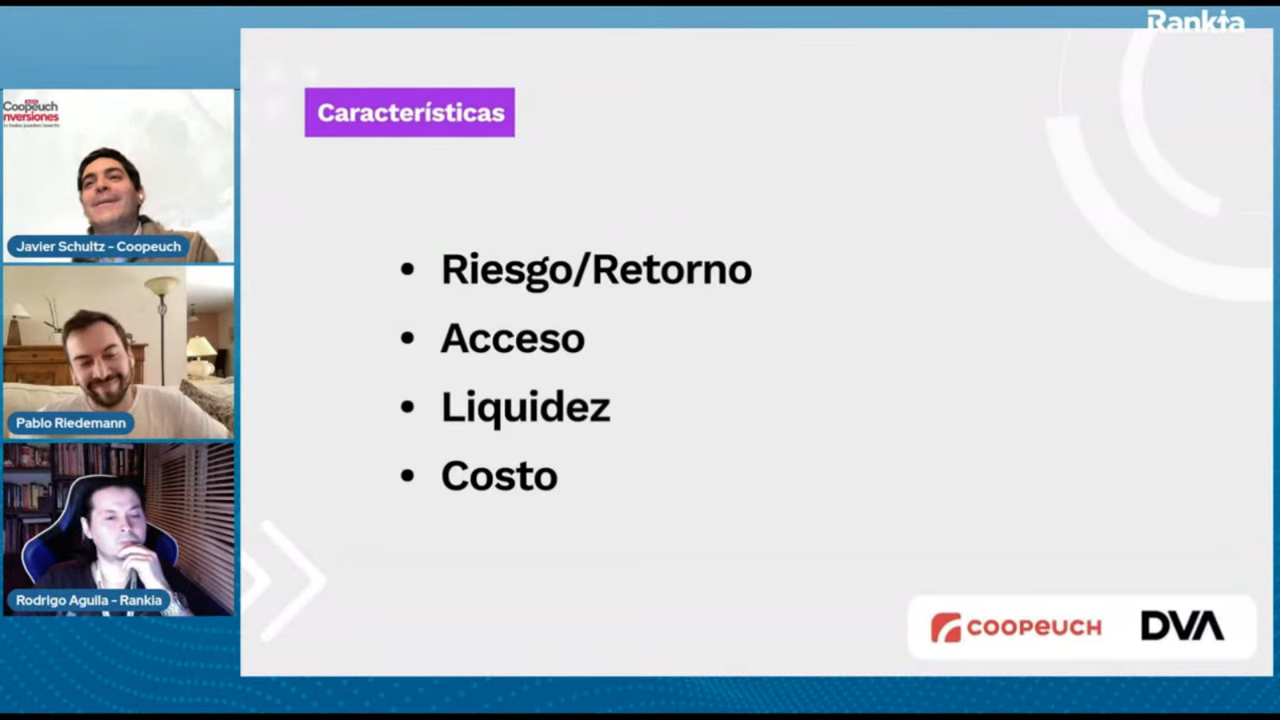 Rankia
Características
Coopeuch
nversiones
Javier Schultz - Coopeuch
• Riesgo/Retorno
• Acceso
Pablo Riedemann
• Liquidez
• Costo
Rodrigo Aguila - Rankia
COOPEUCH
DVA